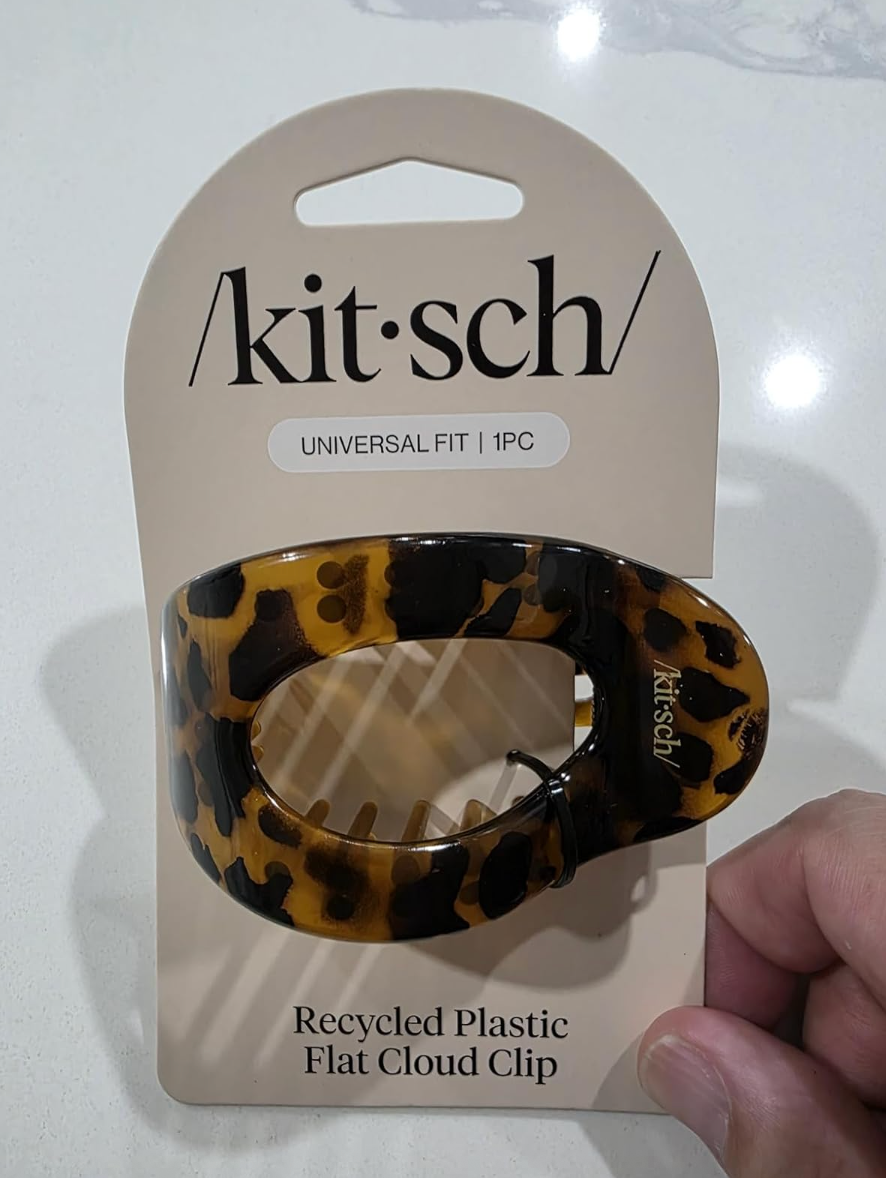 /kit·sch/
UNIVERSAL FIT | 1PC
/kit·sch/
Recycled Plastic
Flat Cloud Clip